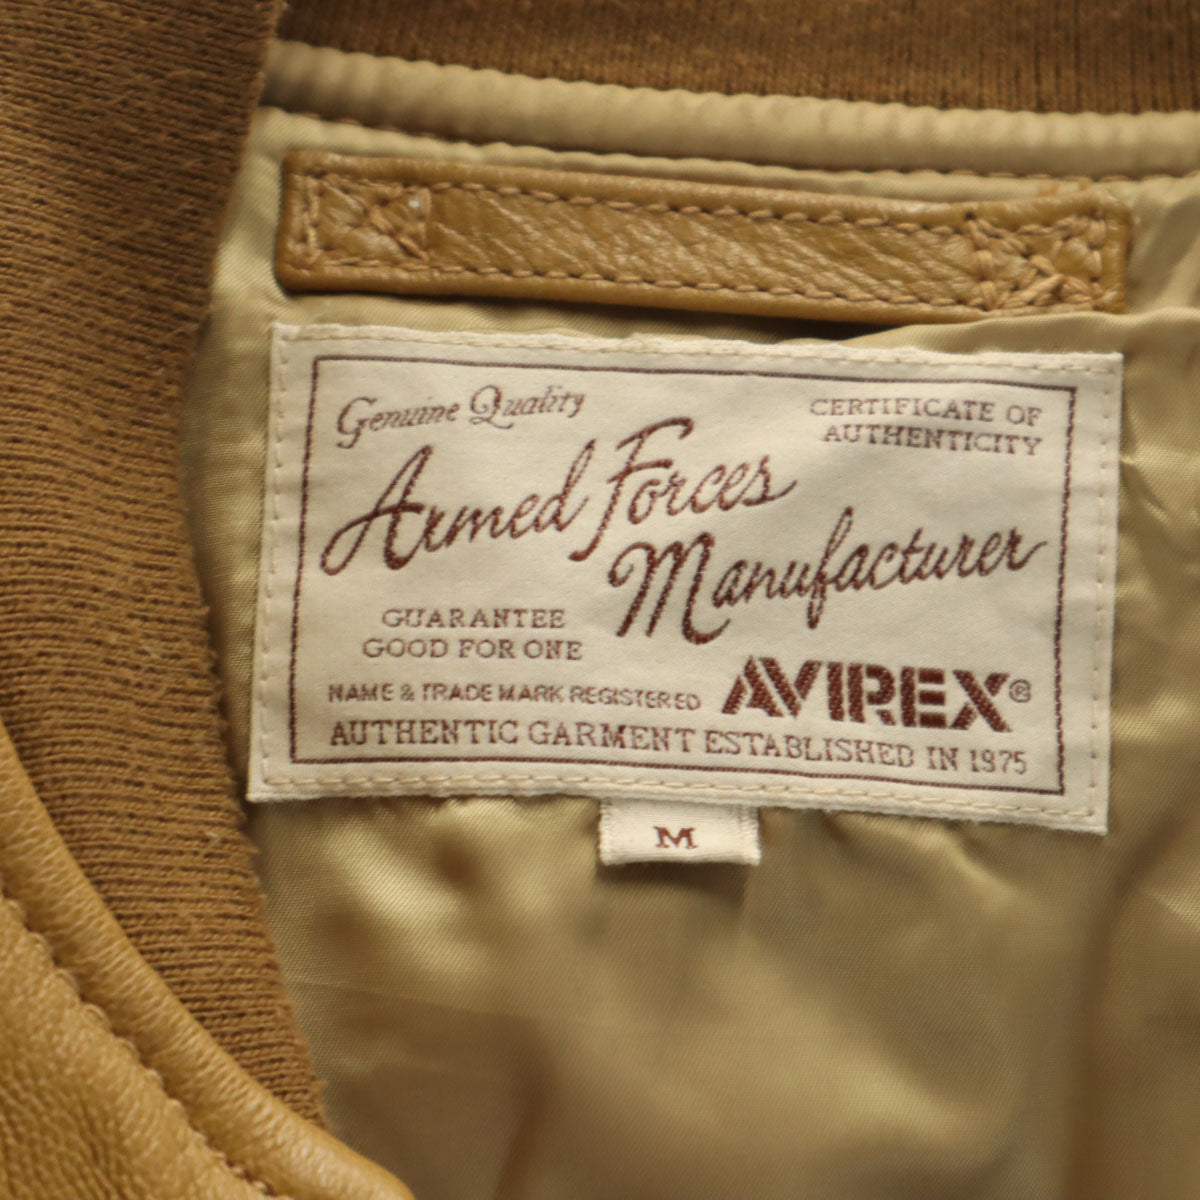 Genuine Quality
CERTIFICATE OF
AUTHENTICITY
Armed Forces
Manufacturer
GUARANTEE
GOOD FOR ONE
NAME & TRADE MARK REGISTERED
AVIREX®
AUTHENTIC GARMENT ESTABLISHED IN 1975
M